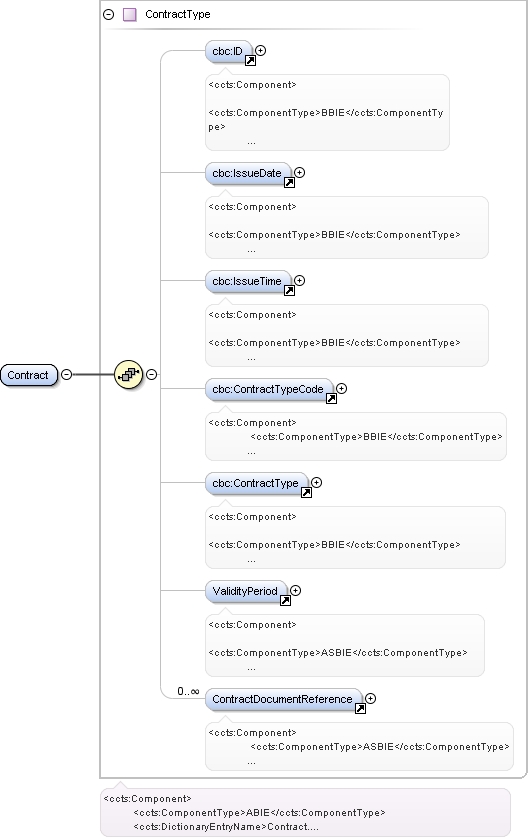 ContractType
cbc:ID
<ccts:Component>
<ccts:ComponentType>BBIE</ccts:ComponentTy
pe>
...
cbc:IssueDate
<ccts:Component>
<ccts:ComponentType>BBIE</ccts:ComponentType>
...
cbc:IssueTime
<ccts:Component>
<ccts:ComponentType>BBIE</ccts:ComponentType>
...
Contract
cbc:ContractTypeCode
<ccts:Component>
<ccts:ComponentType>BBIE</ccts:ComponentType>
...
cbc:ContractType
<ccts:Component>
<ccts:ComponentType>BBIE</ccts:ComponentType>
...
ValidityPeriod
<ccts:Component>
<ccts:ComponentType>ASBIE</ccts:ComponentType>
...
0..∞
ContractDocumentReference
<ccts:Component>
<ccts:ComponentType>ASBIE</ccts:ComponentType>
...
<ccts:Component>
<ccts:ComponentType>ABIE</ccts:ComponentType>
<ccts:DictionaryEntryName>Contract....